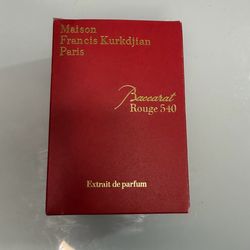 Maison
Francis Kurkdjian
Paris
Baccarat
Rouge 540
Extrait de parfum